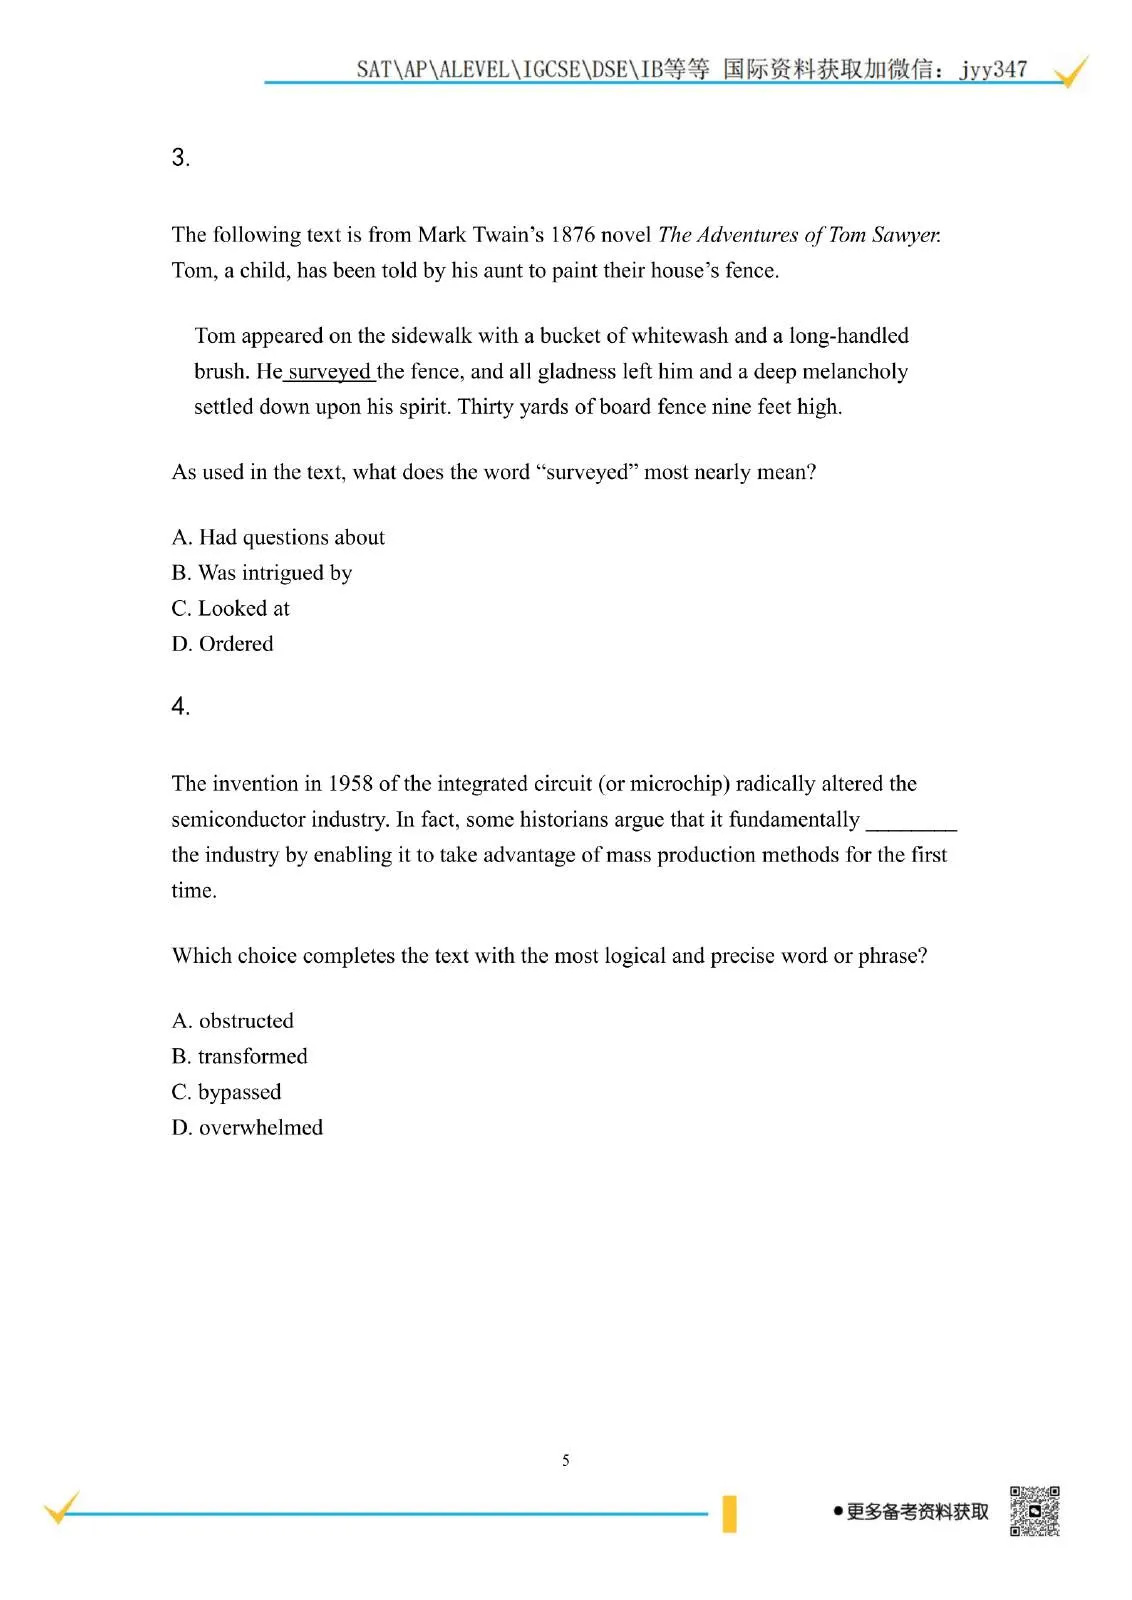 SAT\AP\ALEVEL\IGCSE\DSE\IB等等 国际资料获取加微信：jyy347
3.
The following text is from Mark Twain’s 1876 novel The Adventures of Tom Sawyer.
Tom, a child, has been told by his aunt to paint their house’s fence.
Tom appeared on the sidewalk with a bucket of whitewash and a long-handled
brush. He surveyed the fence, and all gladness left him and a deep melancholy
settled down upon his spirit. Thirty yards of board fence nine feet high.
As used in the text, what does the word “surveyed” most nearly mean?
A. Had questions about
B. Was intrigued by
C. Looked at
D. Ordered
4.
The invention in 1958 of the integrated circuit (or microchip) radically altered the
semiconductor industry. In fact, some historians argue that it fundamentally ________
the industry by enabling it to take advantage of mass production methods for the first
time.
Which choice completes the text with the most logical and precise word or phrase?
A. obstructed
B. transformed
C. bypassed
D. overwhelmed
5
●更多备考资料获取